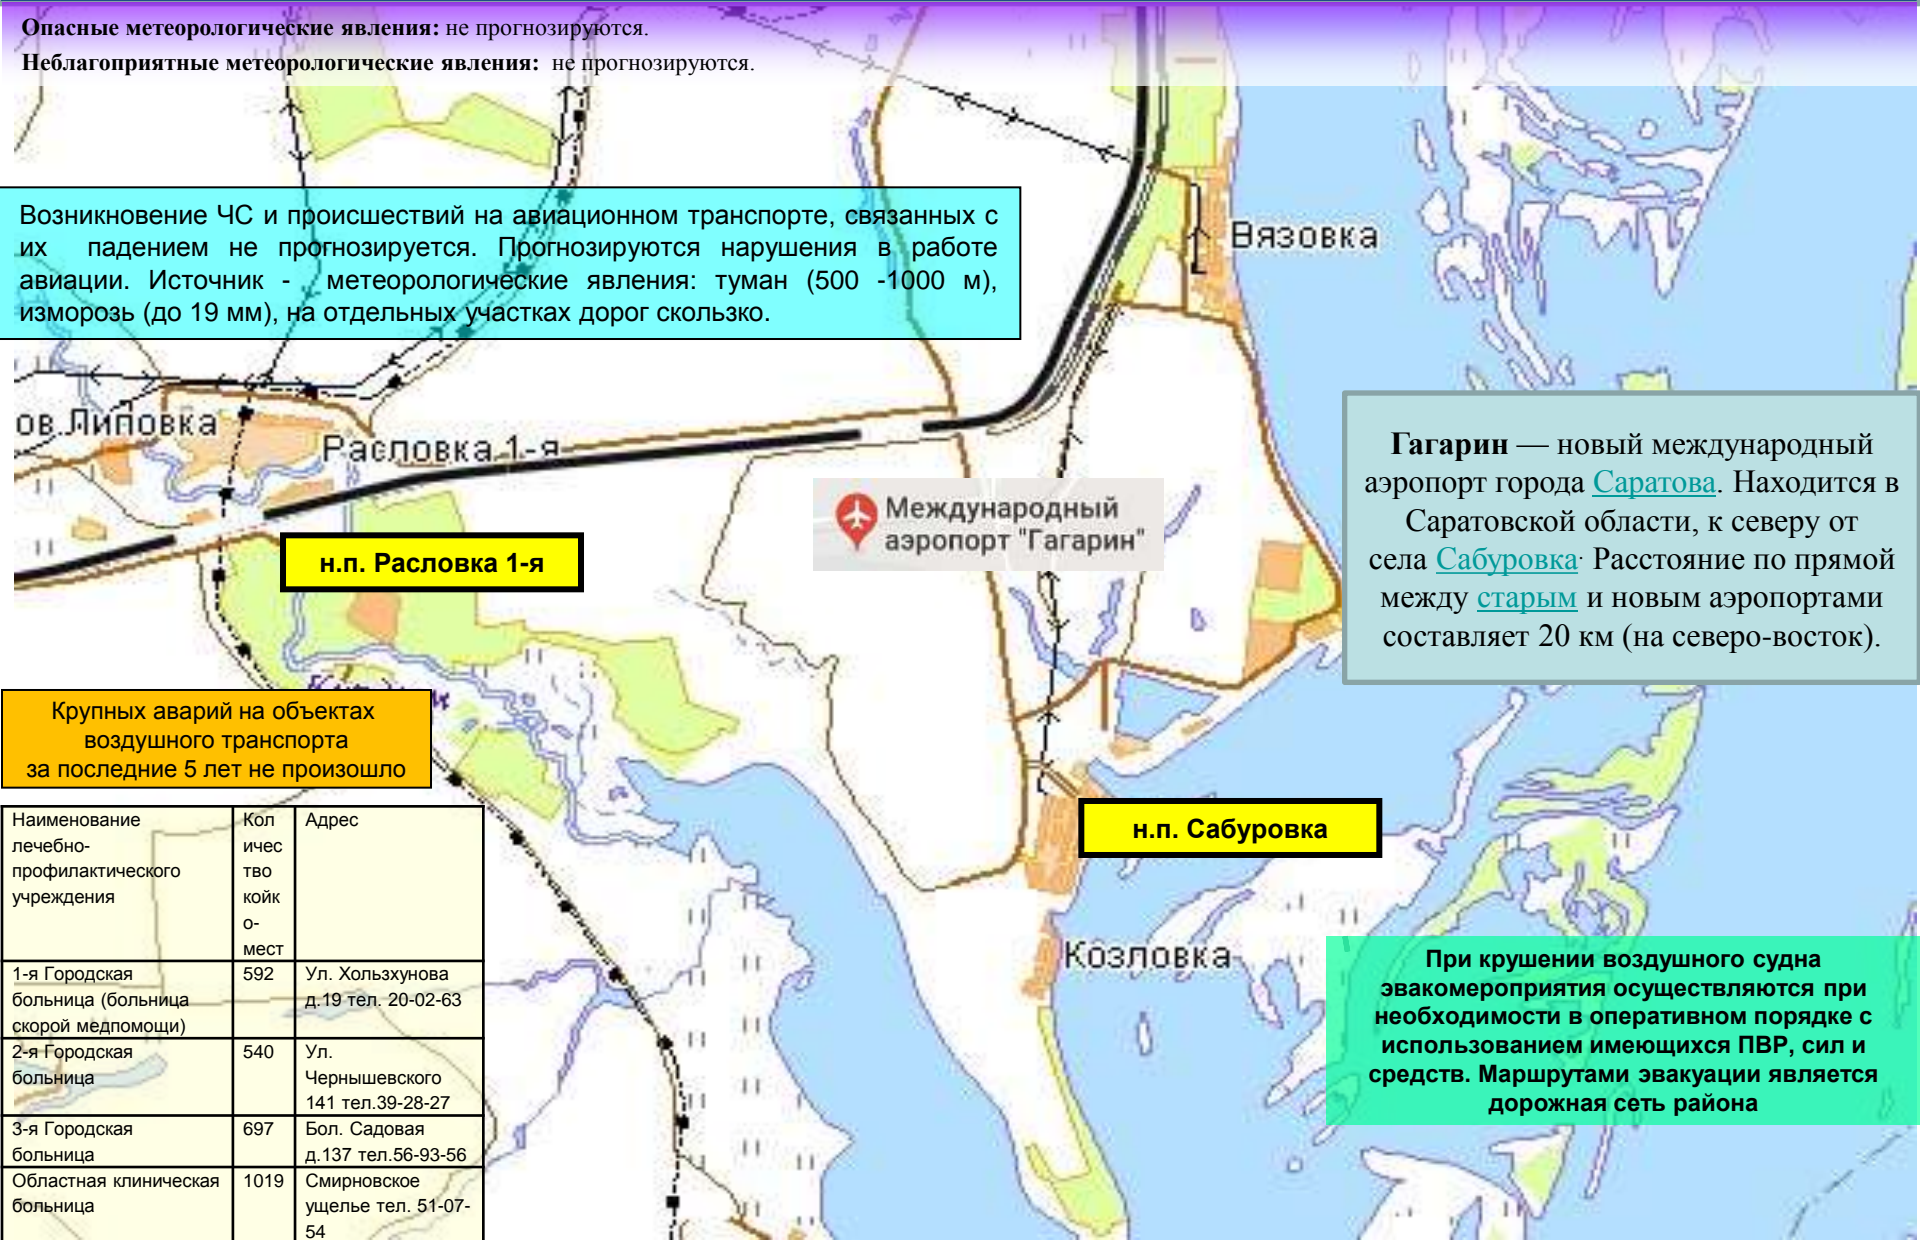 Опасные метеорологические явления: не прогнозируются.
Неблагоприятные метеорологические явления: не прогнозируются.
Возникновение ЧС и происшествий на авиационном транспорте, связанных с
их падением не прогнозируется. Прогнозируются нарушения в работе
авиации. Источник - метеорологические явления: туман (500 -1000 м),
изморозь (до 19 мм), на отдельных участках дорог скользко.
Вязовка
ов.Липовка
Расловка 1-я
Международный
аэропорт "Гагарин"
Гагарин — новый международный
аэропорт города Саратова. Находится в
Саратовской области, к северу от
села Сабуровка. Расстояние по прямой
между старым и новым аэропортами
составляет 20 км (на северо-восток).
н.п. Расловка 1-я
Крупных аварий на объектах
воздушного транспорта
за последние 5 лет не произошло
н.п. Сабуровка
Козловка
При крушении воздушного судна
эвакомероприятия осуществляются при
необходимости в оперативном порядке с
использованием имеющихся ПВР, сил и
средств. Маршрутами эвакуации является
дорожная сеть района
Наименование
лечебно-
профилактического
учреждения
Кол
ичес
тво
койк
о-
мест
Адрес
1-я Городская
больница (больница
скорой медпомощи)
592
Ул. Хользхунова
д.19 тел. 20-02-63
2-я Городская
больница
540
Ул.
Чернышевского
141 тел.39-28-27
3-я Городская
больница
697
Бол. Садовая
д.137 тел.56-93-56
Областная клиническая
больница
1019
Смирновское
ущелье тел. 51-07-
54